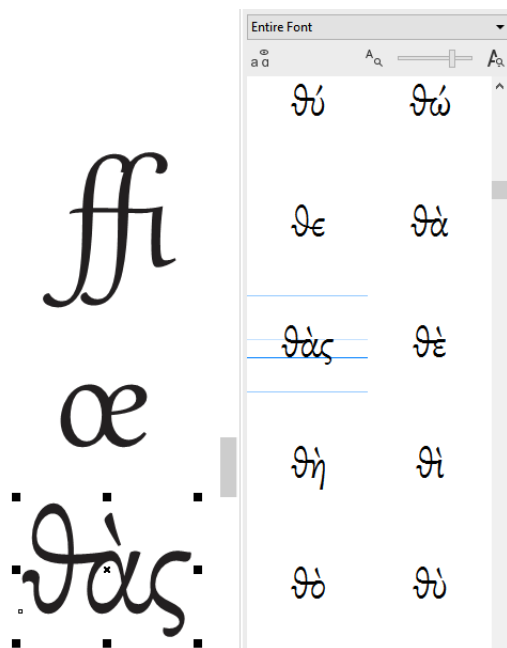 Entire Font
a a A A
ffi
œ
ϑὰς
ϑύ ϑώ
ϑε ϑὰ
ϑὰς ϑὲ
ϑὴ ϑὶ
ϑὸ ϑὺ